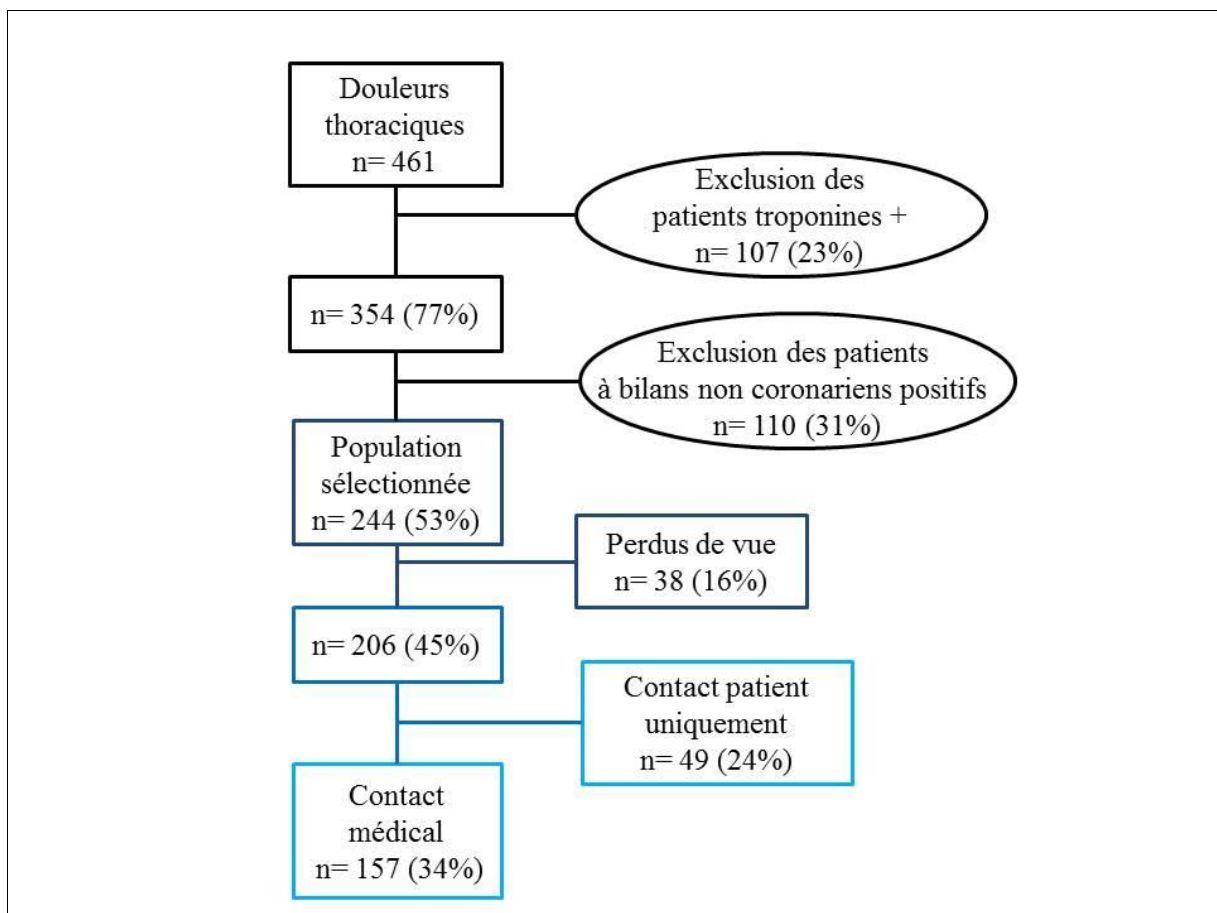 Douleurs
thoraciques
n= 461
Exclusion des
patients troponines +
n= 107 (23%)
n= 354 (77%)
Exclusion des patients
à bilans non coronariens positifs
n= 110 (31%)
Population
sélectionnée
n= 244 (53%)
Perdus de vue
n= 38 (16%)
n= 206 (45%)
Contact patient
uniquement
n= 49 (24%)
Contact
médical
n= 157 (34%)